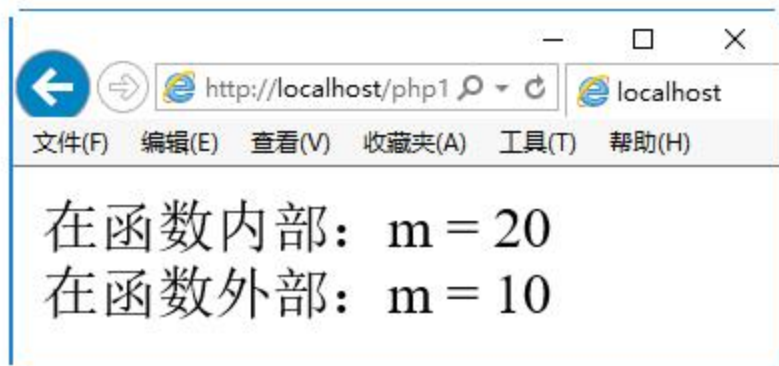 http://localhost/php1
localhost
文件(F) 编辑(E) 查看(V) 收藏夹(A) 工具(T) 帮助(H)
在函数内部：m = 20
在函数外部：m = 10